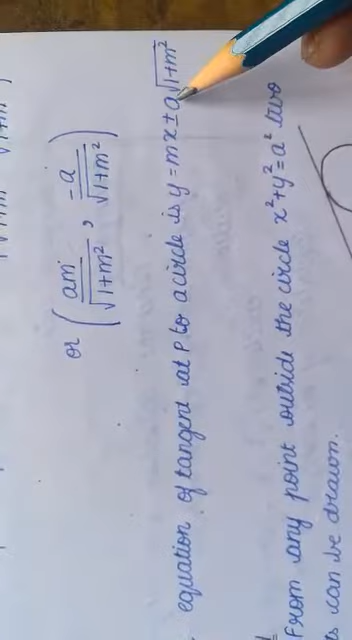 or ( am / √1+m² , -a / √1+m² )
equation of tangent at P to a circle is y = mx ± a√1+m²
From any point outside the circle x²+y²=a² two
can be drawn.